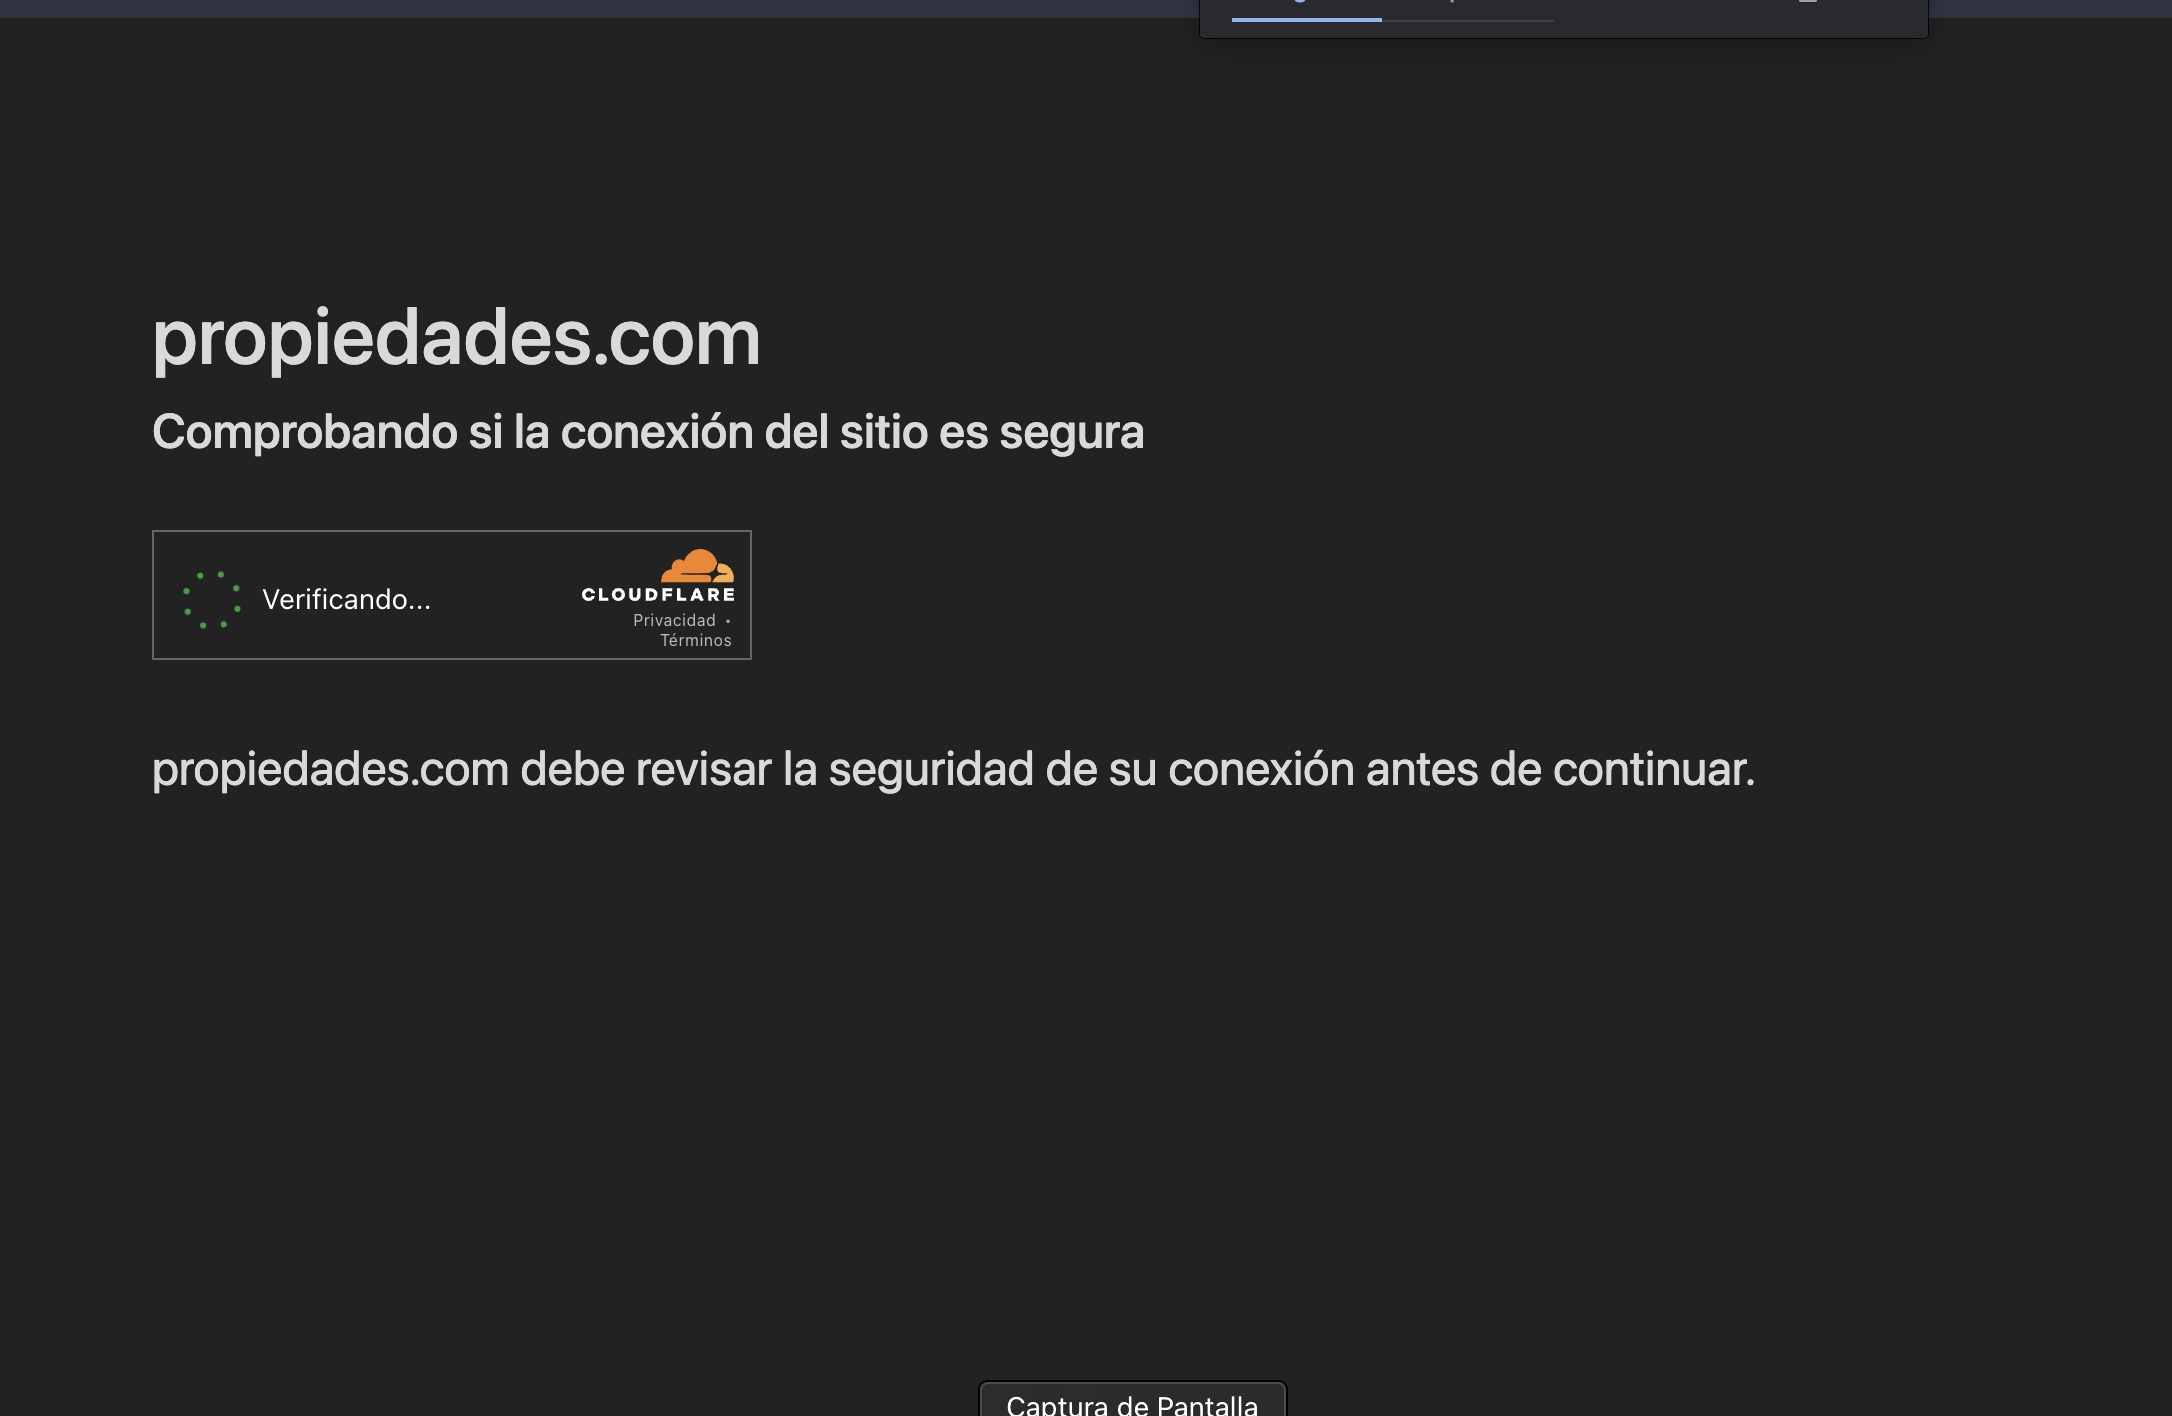 propiedades.com
Comprobando si la conexión del sitio es segura
Verificando...
CLOUDFLARE
Privacidad •
Términos
propiedades.com debe revisar la seguridad de su conexión antes de continuar.
Captura de Pantalla